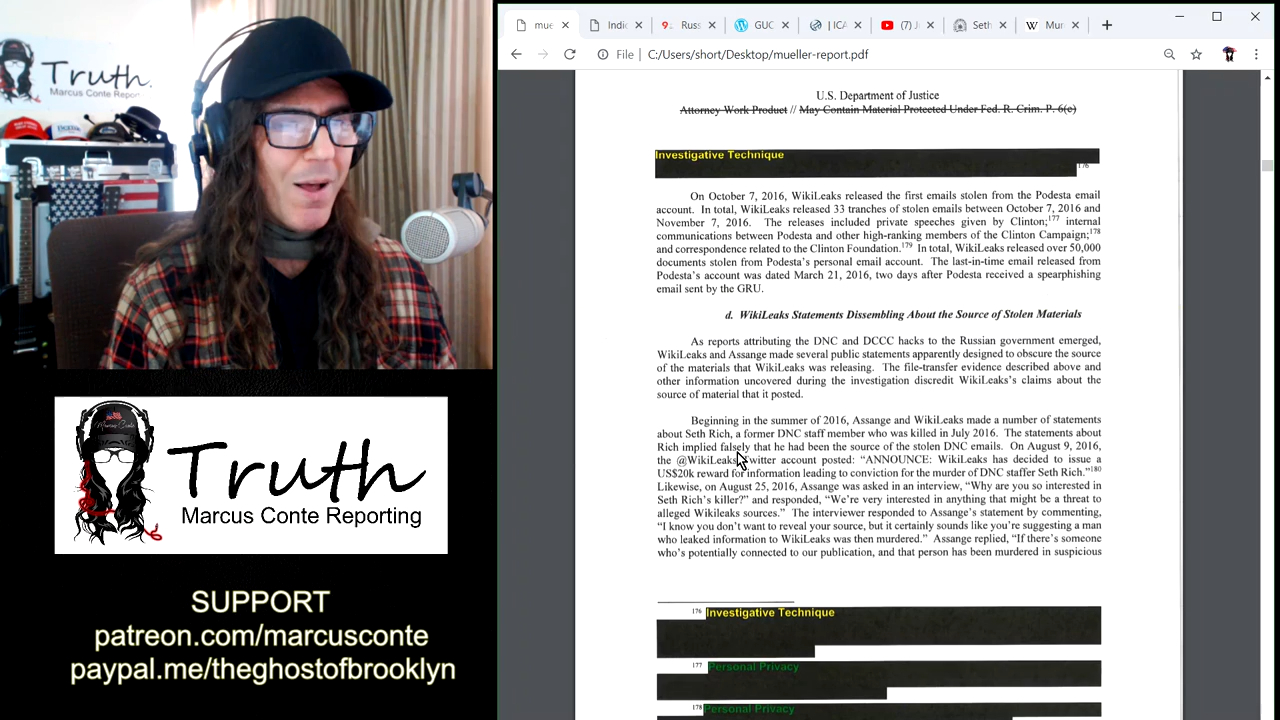 Truth.
Marcus Conte Repor
Truth
Marcus Conte Reporting
SUPPORT
patreon.com/marcusconte
paypal.me/theghostofbrooklyn
mue
Indic
Russ
GUC
| ICA
(7) J
Seth
Mur
File | C:/Users/short/Desktop/mueller-report.pdf
U.S. Department of Justice
Attorney Work Product // May Contain Material Protected Under Fed. R. Crim. P. 6(e)
Investigative Technique
176
On October 7, 2016, WikiLeaks released the first emails stolen from the Podesta email
account. In total, WikiLeaks released 33 tranches of stolen emails between October 7, 2016 and
November 7, 2016. The releases included private speeches given by Clinton;177 internal
communications between Podesta and other high-ranking members of the Clinton Campaign;178
and correspondence related to the Clinton Foundation.179 In total, WikiLeaks released over 50,000
documents stolen from Podesta's personal email account. The last-in-time email released from
Podesta's account was dated March 21, 2016, two days after Podesta received a spearphishing
email sent by the GRU.
d. WikiLeaks Statements Dissembling About the Source of Stolen Materials
As reports attributing the DNC and DCCC hacks to the Russian government emerged,
WikiLeaks and Assange made several public statements apparently designed to obscure the source
of the materials that WikiLeaks was releasing. The file-transfer evidence described above and
other information uncovered during the investigation discredit WikiLeaks's claims about the
source of material that it posted.
Beginning in the summer of 2016, Assange and WikiLeaks made a number of statements
about Seth Rich, a former DNC staff member who was killed in July 2016. The statements about
Rich implied falsely that he had been the source of the stolen DNC emails. On August 9, 2016,
the @WikiLeaks Twitter account posted: "ANNOUNCE: WikiLeaks has decided to issue a
US$20k reward for information leading to conviction for the murder of DNC staffer Seth Rich."180
Likewise, on August 25, 2016, Assange was asked in an interview, "Why are you so interested in
Seth Rich's killer?" and responded, "We're very interested in anything that might be a threat to
alleged Wikileaks sources." The interviewer responded to Assange's statement by commenting,
"I know you don't want to reveal your source, but it certainly sounds like you're suggesting a man
who leaked information to WikiLeaks was then murdered." Assange replied, "If there's someone
who's potentially connected to our publication, and that person has been murdered in suspicious
176 Investigative Technique
177 Personal Privacy
178 Personal Privacy